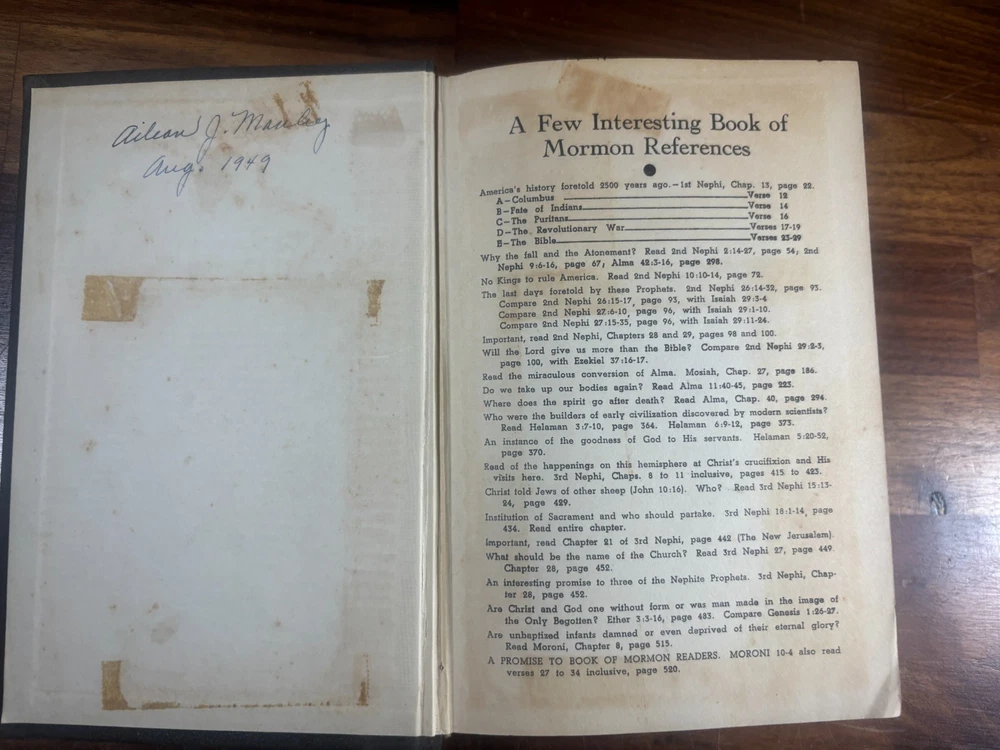 Aug. 1949
A Few Interesting Book of
Mormon References
America's history foretold 2500 years ago.—1st Nephi, Chap. 13, page 22.
A—Columbus Verse 12
B—Fate of Indians Verse 14
C—The Puritans Verse 16
D—The Revolutionary War Verses 17-19
B—The Bible Verses 23-29
Why the fall and the Atonement? Read 2nd Nephi 2:14-27, page 54; 2nd
Nephi 9:6-16, page 67; Alma 42:3-16, page 298.
No Kings to rule America. Read 2nd Nephi 10:10-14, page 72.
The last days foretold by these Prophets. 2nd Nephi 26:14-32, page 93.
Compare 2nd Nephi 26:15-17, page 93, with Isaiah 29:3-4
Compare 2nd Nephi 27:6-10, page 96, with Isaiah 29:1-10.
Compare 2nd Nephi 27:15-35, page 96, with Isaiah 29:11-24.
Important, read 2nd Nephi, Chapters 28 and 29, pages 98 and 100.
Will the Lord give us more than the Bible? Compare 2nd Nephi 29:2-3,
page 100, with Ezekiel 37:16-17.
Read the miraculous conversion of Alma. Mosiah, Chap. 27, page 186.
Do we take up our bodies again? Read Alma 11:40-45, page 223.
Where does the spirit go after death? Read Alma, Chap. 40, page 294.
Who were the builders of early civilization discovered by modern scientists?
Read Helaman 3:7-10, page 364. Helaman 6:9-12, page 373.
An instance of the goodness of God to His servants. Helaman 5:20-52,
page 370.
Read of the happenings on this hemisphere at Christ's crucifixion and His
visits here. 3rd Nephi, Chaps. 8 to 11 inclusive, pages 415 to 423.
Christ told Jews of other sheep (John 10:16). Who? Read 3rd Nephi 15:13-
24, page 429.
Institution of Sacrament and who should partake. 3rd Nephi 18:1-14, page
434. Read entire chapter.
Important, read Chapter 21 of 3rd Nephi, page 442 (The New Jerusalem).
What should be the name of the Church? Read 3rd Nephi 27, page 449
Chapter 28, page 452.
An interesting promise to three of the Nephite Prophets. 3rd Nephi, Chap-
ter 28, page 452.
Are Christ and God one without form or was man made in the image of
the Only Begotten? Ether 3:3-16, page 483. Compare Genesis 1:26-27.
Are unbaptized infants damned or even deprived of their eternal glory?
Read Moroni, Chapter 8, page 515.
A PROMISE TO BOOK OF MORMON READERS. MORONI 10-4 also read
verses 27 to 34 inclusive, page 520.